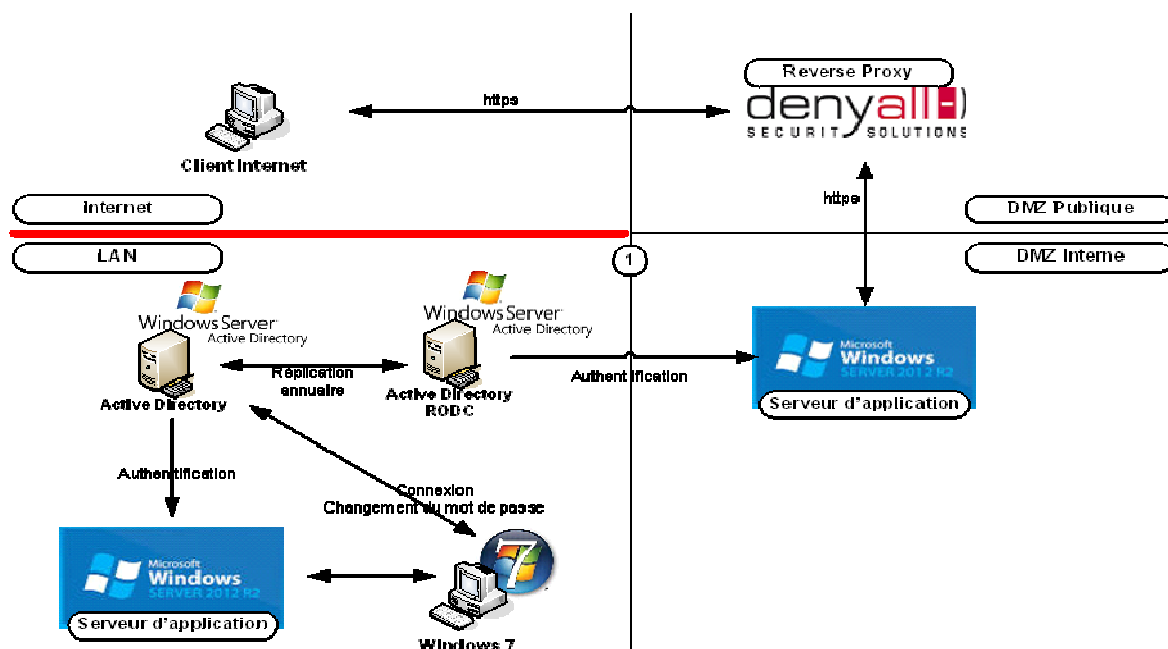 Reverse Proxy
denyall
SECURIT SOLUTIONS
https
Client Internet
https
Internet
DMZ Publique
LAN
1
DMZ Interne
Windows Server
Active Directory
Windows Server
Active Directory
Réplication
annuaire
Active Directory
Active Directory
RODC
Authentification
Microsoft
Windows
SERVER 2012 R2
Serveur d'application
Authentification
Connexion
Changement du mot de passe
Microsoft
Windows
SERVER 2012 R2
Serveur d'application
7
Windows 7